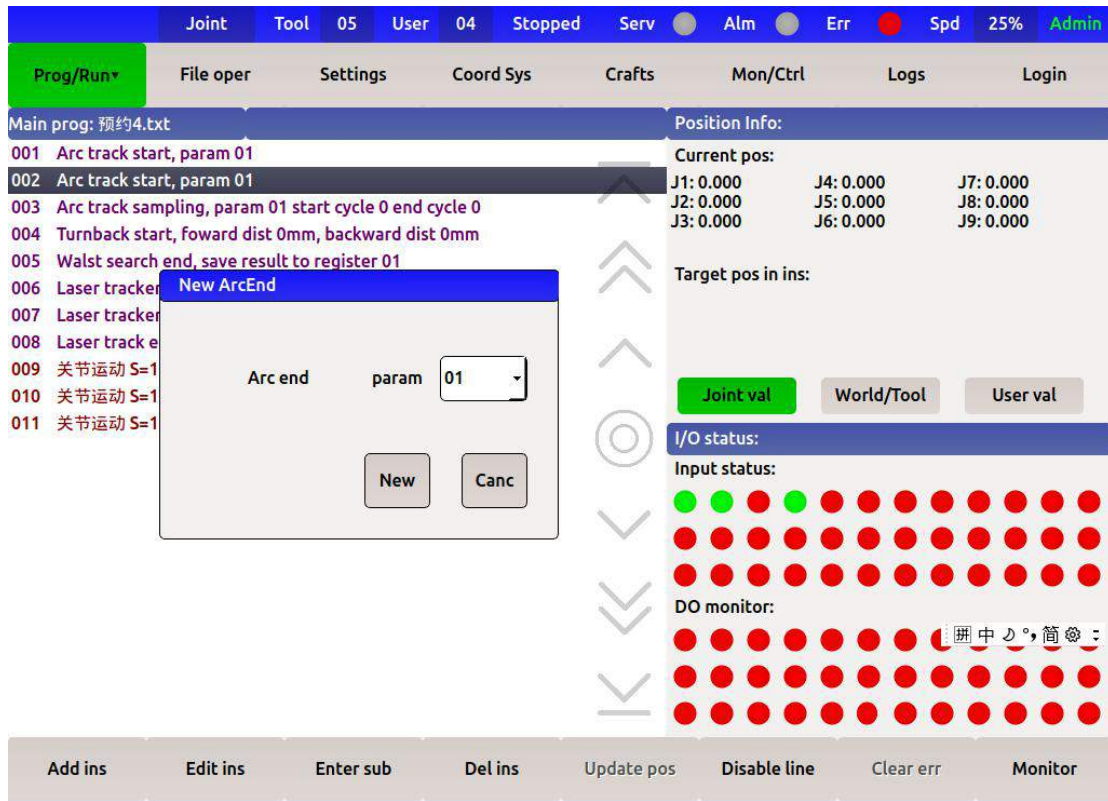 Joint Tool 05 User 04 Stopped Serv Alm Err Spd 25% Admin
Prog/Run▾ File oper Settings Coord Sys Crafts Mon/Ctrl Logs Login
Main prog: 预约4.txt
001 Arc track start, param 01
002 Arc track start, param 01
003 Arc track sampling, param 01 start cycle 0 end cycle 0
004 Turnback start, foward dist 0mm, backward dist 0mm
005 Walst search end, save result to register 01
006 Laser tracker
007 Laser tracker
008 Laser track e
009 关节运动 S=1
010 关节运动 S=1
011 关节运动 S=1
New ArcEnd
Arc end param 01
New Canc
Position Info:
Current pos:
J1: 0.000 J4: 0.000 J7: 0.000
J2: 0.000 J5: 0.000 J8: 0.000
J3: 0.000 J6: 0.000 J9: 0.000
Target pos in ins:
Joint val World/Tool User val
I/O status:
Input status:
DO monitor:
拼 中 简
Add ins Edit ins Enter sub Del ins Update pos Disable line Clear err Monitor